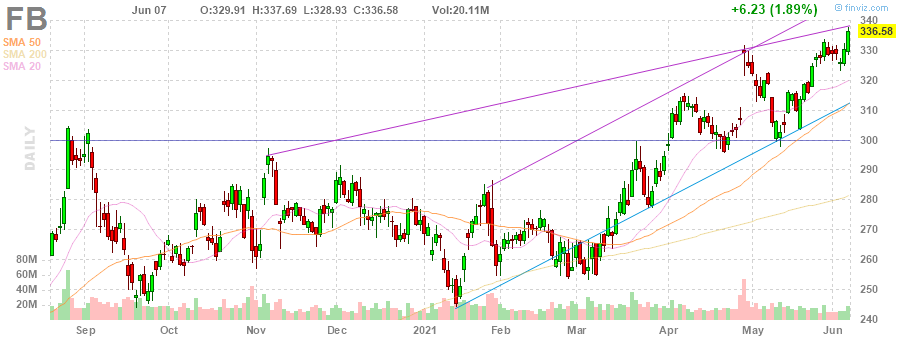 FB Jun 07 O:329.91 H:337.69 L:328.93 C:336.58 Vol:20.11M +6.23 (1.89%) © finviz.com
SMA 50
SMA 200
SMA 20
DAILY
340
336.58
330
320
310
300
290
280
270
260
250
240
80M
60M
40M
20M
Sep Oct Nov Dec 2021 Feb Mar Apr May Jun